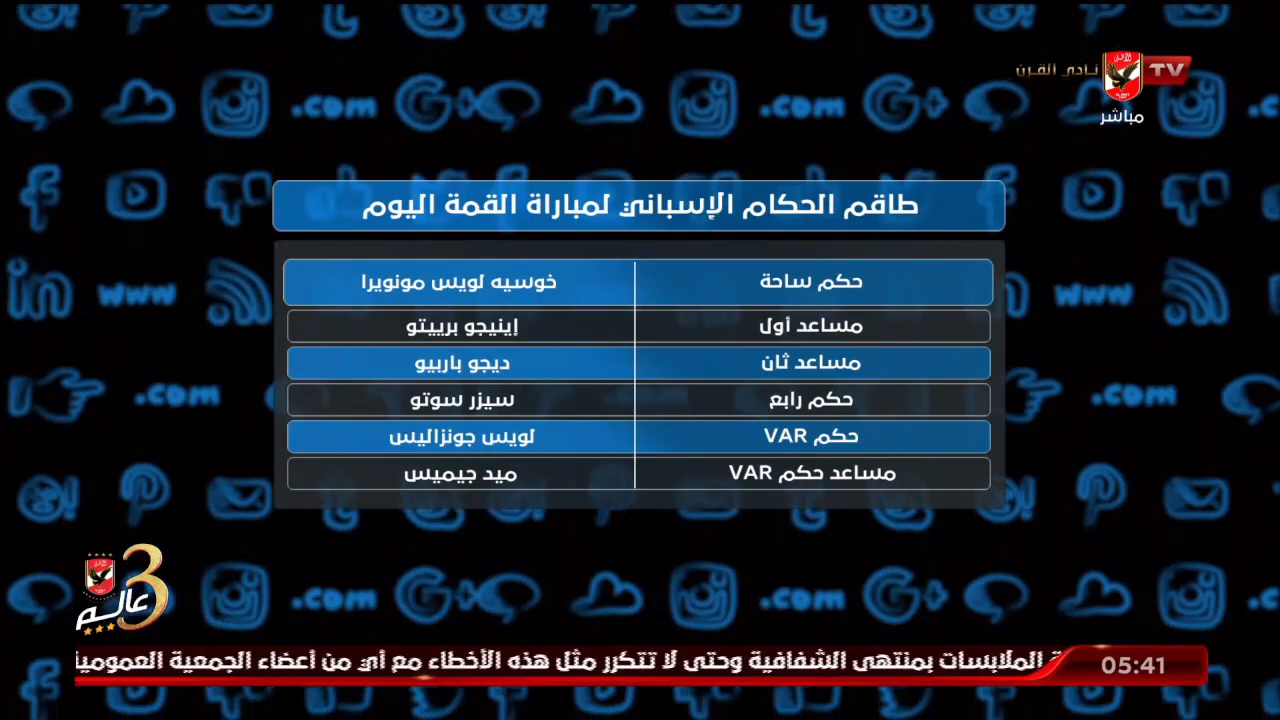 نادي القرن TV
مباشر
طاقم الحكام الإسباني لمباراة القمة اليوم
حكم ساحة خوسيه لويس مونويرا
مساعد أول إينيجو برييتو
مساعد ثان ديجو باربيو
حكم رابع سيزر سوتو
حكم VAR لويس جونزاليس
مساعد حكم VAR ميد جيميس
3 عالم
05:41
الملابسات بمنتهى الشفافية وحتى لا تتكرر مثل هذه الأخطاء مع أي من أعضاء الجمعية العمومية